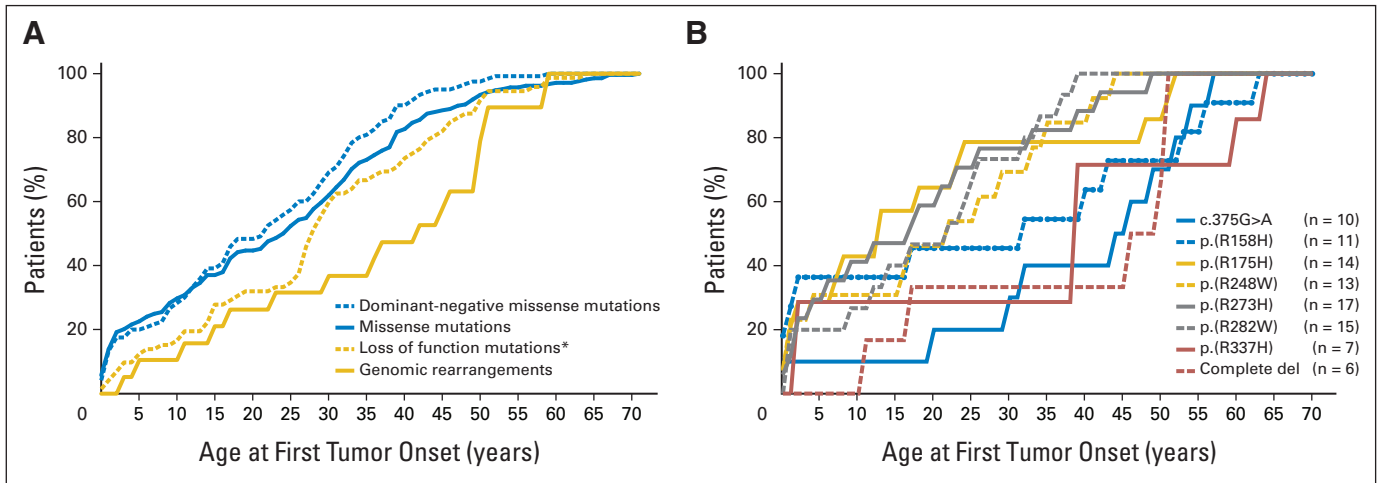 A
Patients (%)
100
80
60
40
20
0
5
10
15
20
25
30
35
40
45
50
55
60
65
70
Age at First Tumor Onset (years)
Dominant-negative missense mutations
Missense mutations
Loss of function mutations*
Genomic rearrangements
B
Patients (%)
100
80
60
40
20
0
5
10
15
20
25
30
35
40
45
50
55
60
65
70
Age at First Tumor Onset (years)
c.375G>A (n = 10)
p.(R158H) (n = 11)
p.(R175H) (n = 14)
p.(R248W) (n = 13)
p.(R273H) (n = 17)
p.(R282W) (n = 15)
p.(R337H) (n = 7)
Complete del (n = 6)